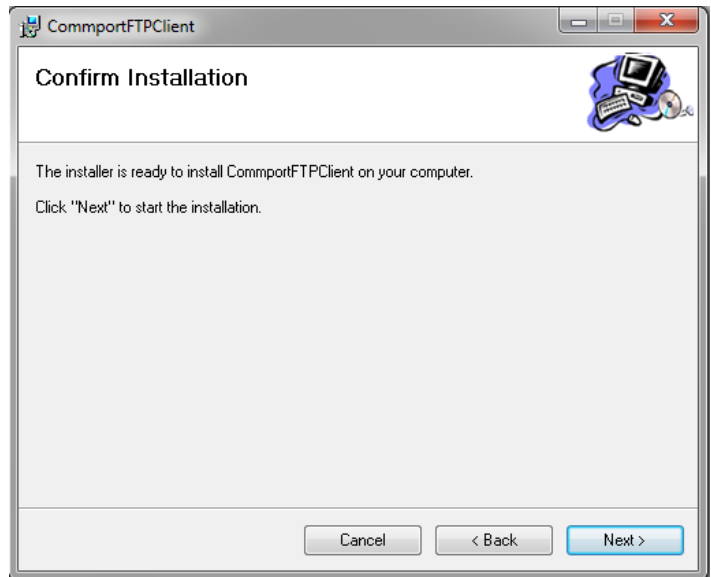 CommportFTPClient
Confirm Installation
The installer is ready to install CommportFTPClient on your computer.
Click "Next" to start the installation.
Cancel
< Back
Next >